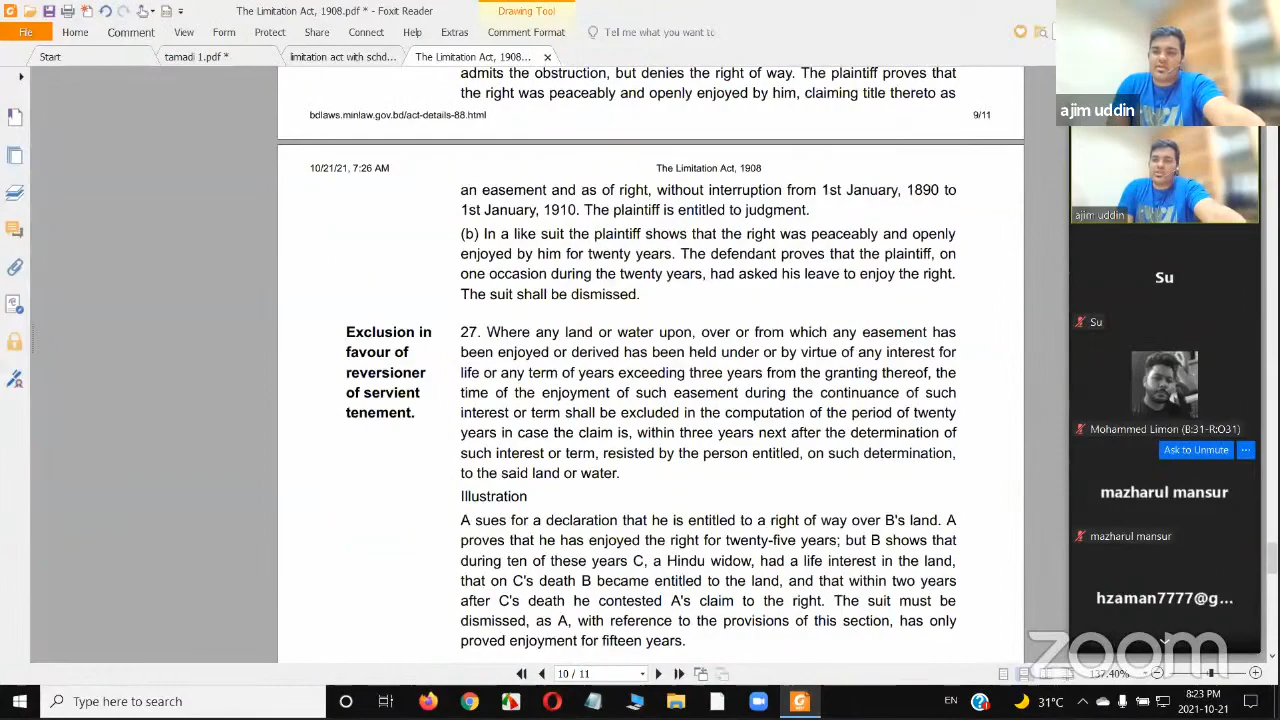 The Limitation Act, 1908.pdf * - Foxit Reader
Drawing Tool
File Home Comment View Form Protect Share Connect Help Extras Comment Format Tell me what you want to
Start tamadi 1.pdf * limitation act with schd... The Limitation Act, 1908...
admits the obstruction, but denies the right of way. The plaintiff proves that
the right was peaceably and openly enjoyed by him, claiming title thereto as
bdlaws.minlaw.gov.bd/act-details-88.html 9/11
10/21/21, 7:26 AM The Limitation Act, 1908
an easement and as of right, without interruption from 1st January, 1890 to
1st January, 1910. The plaintiff is entitled to judgment.
(b) In a like suit the plaintiff shows that the right was peaceably and openly
enjoyed by him for twenty years. The defendant proves that the plaintiff, on
one occasion during the twenty years, had asked his leave to enjoy the right.
The suit shall be dismissed.
Exclusion in
favour of
reversioner
of servient
tenement.
27. Where any land or water upon, over or from which any easement has
been enjoyed or derived has been held under or by virtue of any interest for
life or any term of years exceeding three years from the granting thereof, the
time of the enjoyment of such easement during the continuance of such
interest or term shall be excluded in the computation of the period of twenty
years in case the claim is, within three years next after the determination of
such interest or term, resisted by the person entitled, on such determination,
to the said land or water.
Illustration
A sues for a declaration that he is entitled to a right of way over B's land. A
proves that he has enjoyed the right for twenty-five years; but B shows that
during ten of these years C, a Hindu widow, had a life interest in the land,
that on C's death B became entitled to the land, and that within two years
after C's death he contested A's claim to the right. The suit must be
dismissed, as A, with reference to the provisions of this section, has only
proved enjoyment for fifteen years.
10 / 11
137.40%
ajim uddin
ajim uddin
Su
Su
Mohammed Limon (B:31-R:O31)
Ask to Unmute ...
mazharul mansur
mazharul mansur
hzaman7777@g...
zoom
Type here to search
EN
31°C
8:23 PM
2021-10-21